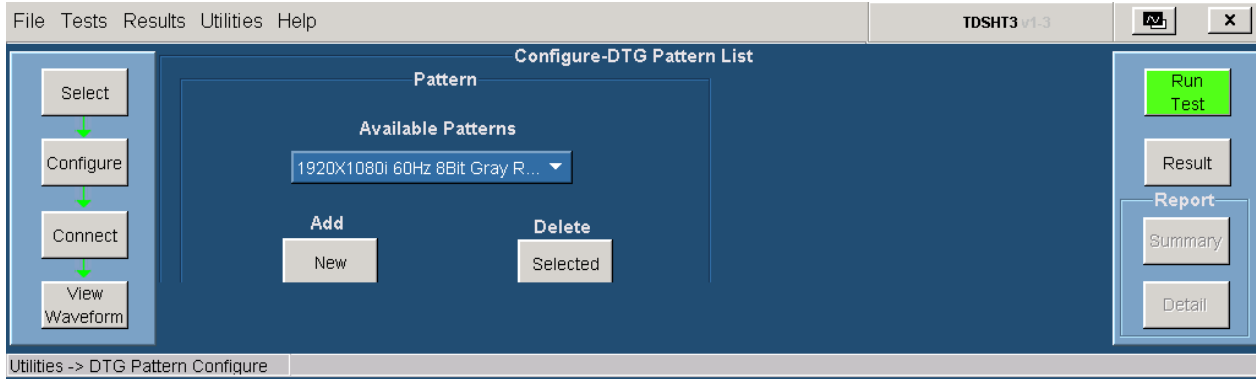 File Tests Results Utilities Help
TDSHT3 v1-3
x
Select
Configure
Connect
View
Waveform
Configure-DTG Pattern List
Pattern
Available Patterns
1920X1080i 60Hz 8Bit Gray R...
Add
Delete
New
Selected
Run
Test
Result
Report
Summary
Detail
Utilities -> DTG Pattern Configure